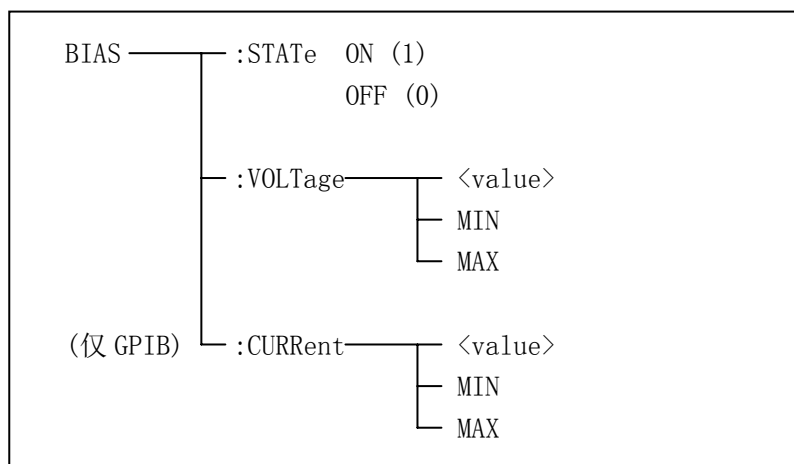 BIAS :STATe ON (1)
OFF (0)
:VOLTage <value>
MIN
MAX
(仅 GPIB) :CURRent <value>
MIN
MAX